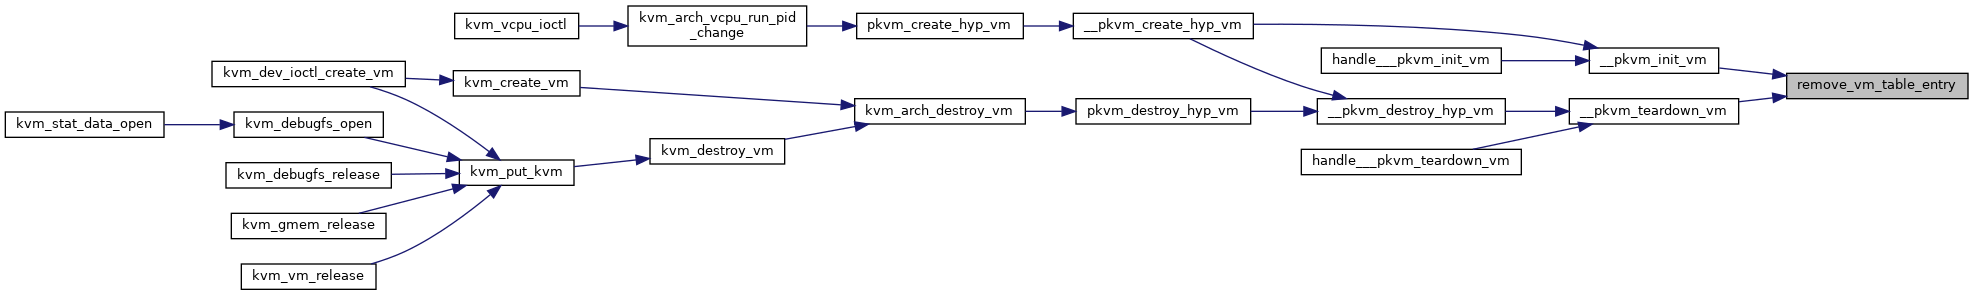 kvm_vcpu_ioctl
kvm_arch_vcpu_run_pid
_change
pkvm_create_hyp_vm
__pkvm_create_hyp_vm
handle___pkvm_init_vm
__pkvm_init_vm
kvm_dev_ioctl_create_vm
kvm_create_vm
remove_vm_table_entry
kvm_stat_data_open
kvm_debugfs_open
kvm_arch_destroy_vm
pkvm_destroy_hyp_vm
__pkvm_destroy_hyp_vm
__pkvm_teardown_vm
kvm_destroy_vm
handle___pkvm_teardown_vm
kvm_debugfs_release
kvm_put_kvm
kvm_gmem_release
kvm_vm_release